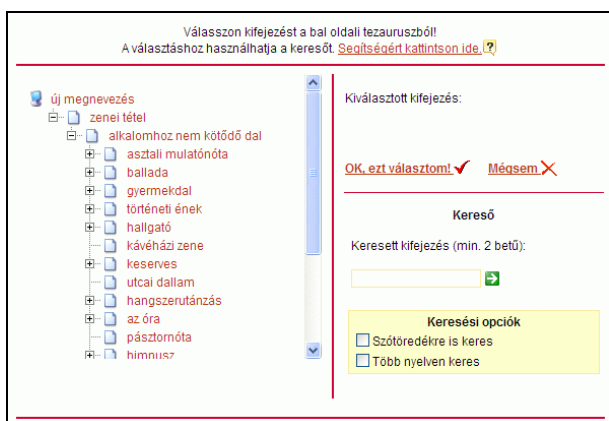 Válasszon kifejezést a bal oldali tezauruszból!
A választáshoz használhatja a keresőt. Segítségért kattintson ide.
új megnevezés
zenei tétel
alkalomhoz nem kötődő dal
asztali mulatónóta
ballada
gyermekdal
történeti ének
hallgató
kávéházi zene
keserves
utcai dallam
hangszerutánzás
az óra
pásztornóta
himnusz
Kiválasztott kifejezés:
OK, ezt választom! Mégsem
Kereső
Keresett kifejezés (min. 2 betű):
Keresési opciók
Szótöredékre is keres
Több nyelven keres